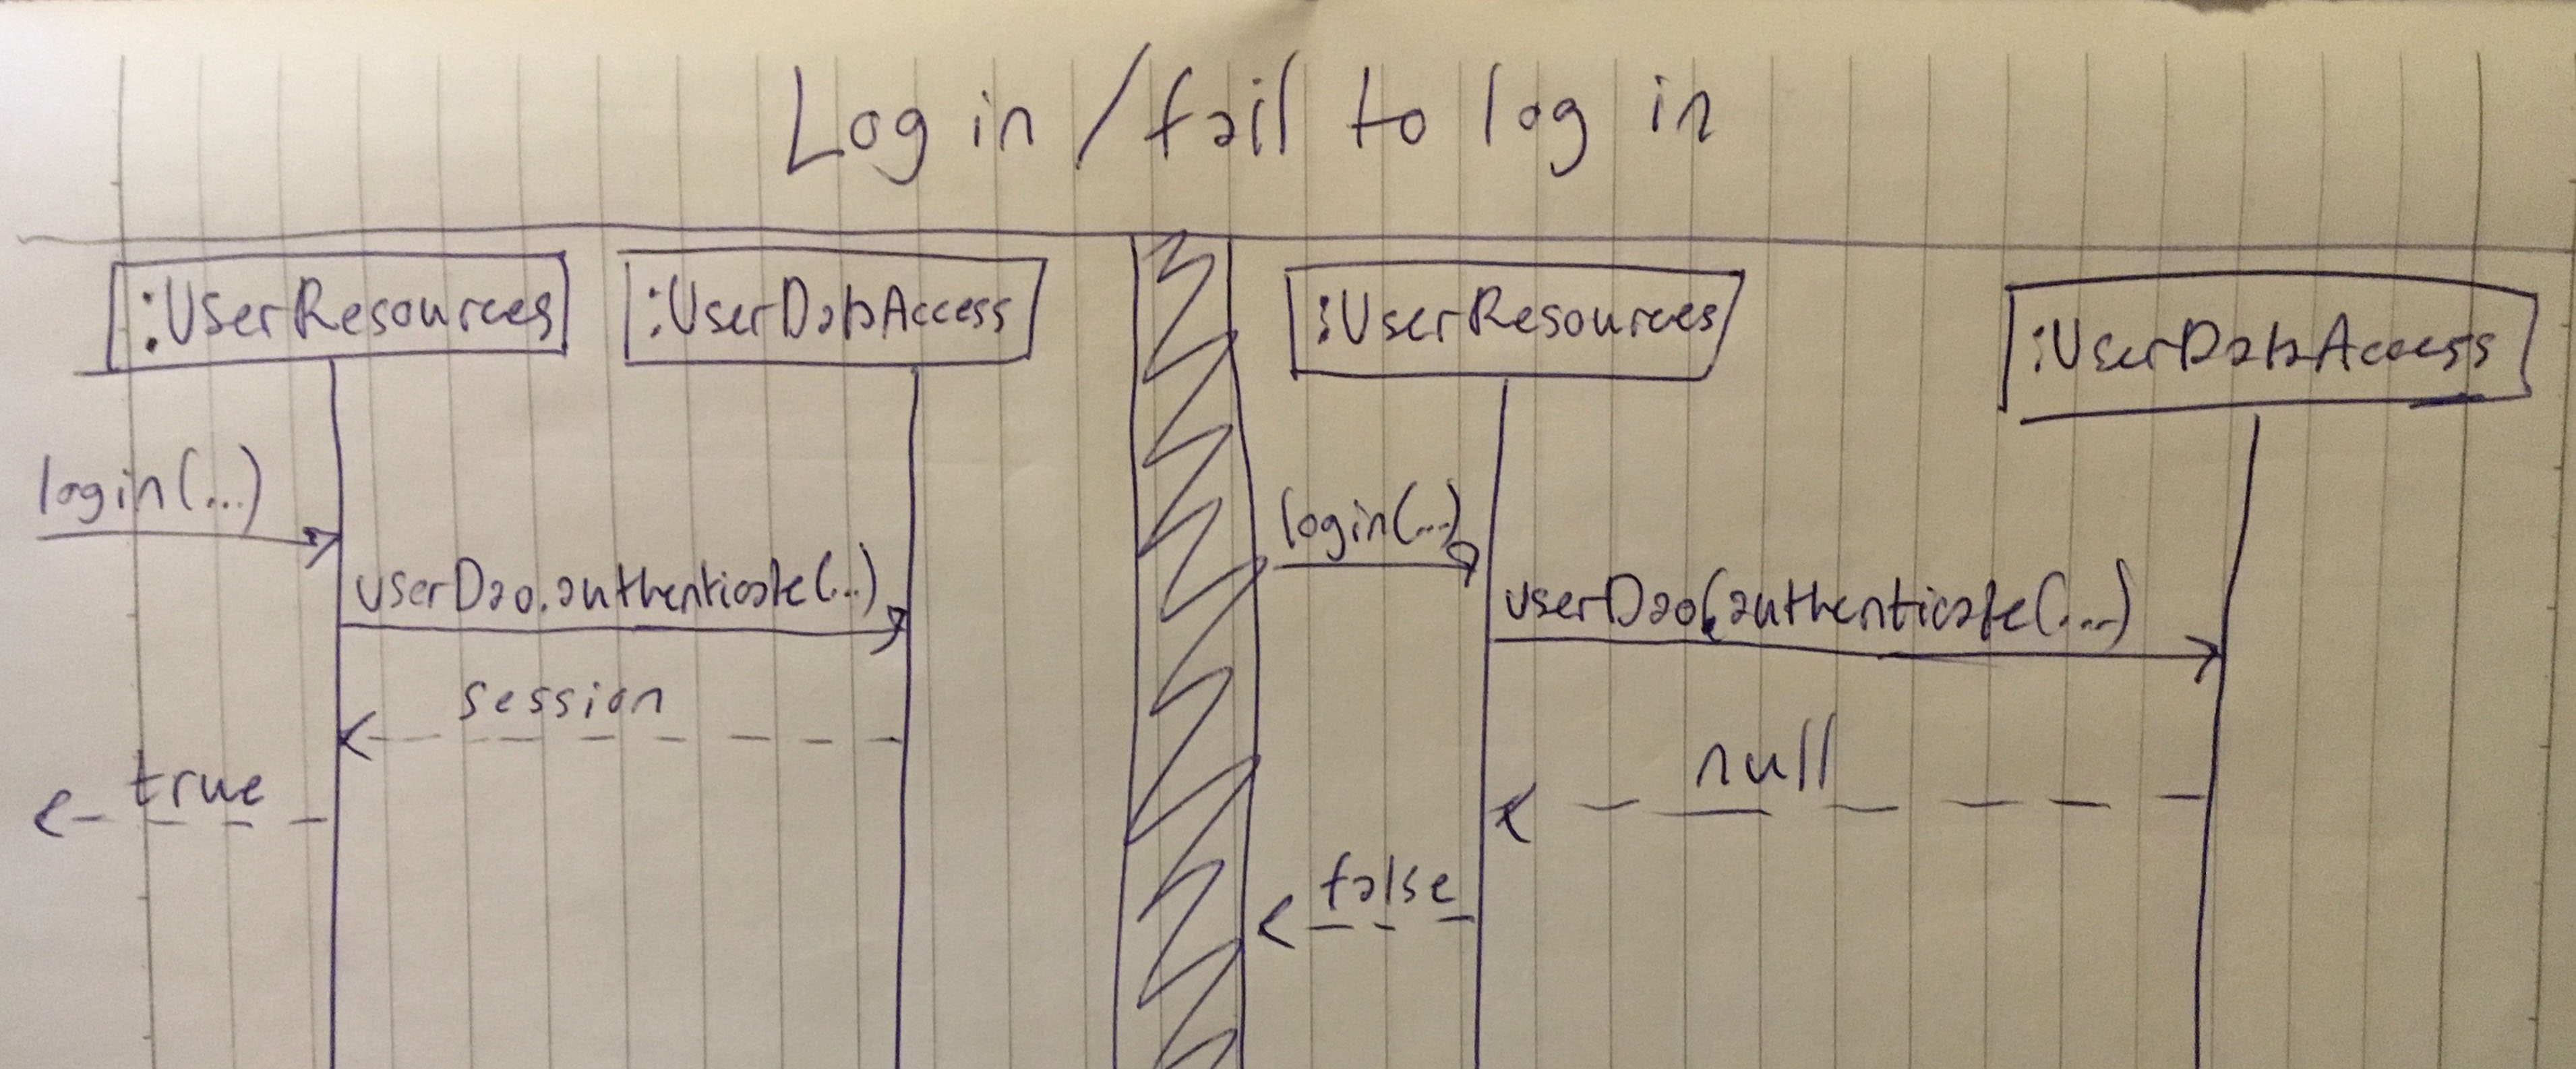 Log in / fail to log in
:UserResources
:UserDataAccess
login(...)
userDao.authenticate(..)
session
true
:UserResources
:UserDataAccess
login(...)
userDao.authenticate(...)
null
false